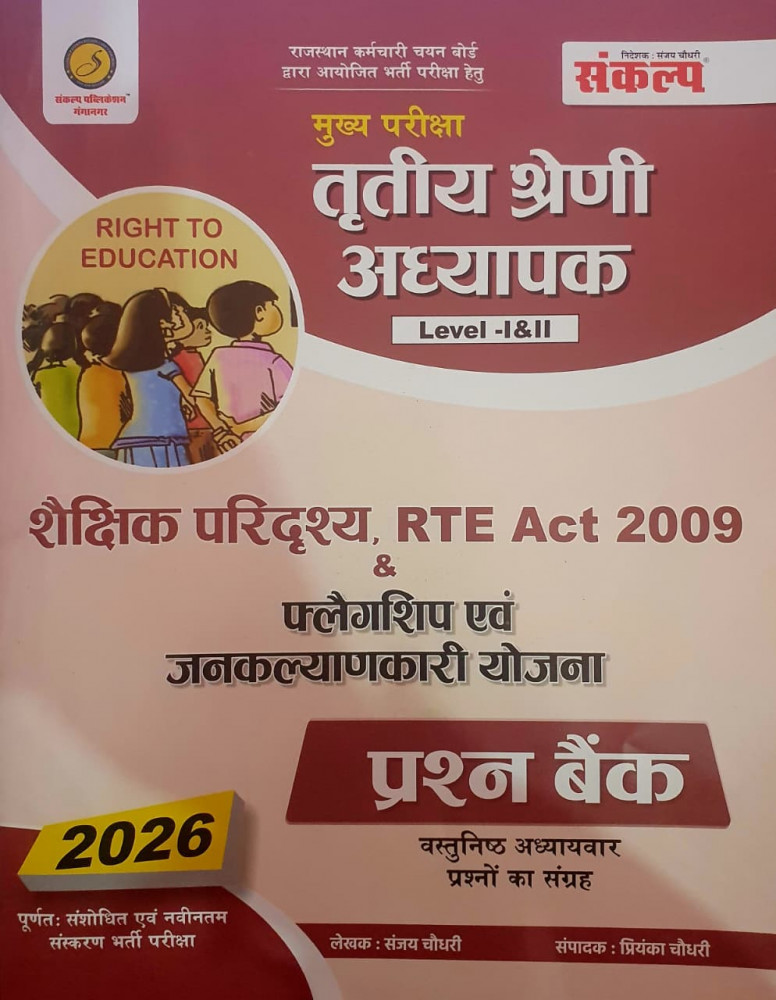 संकल्प पब्लिकेशन
गंगानगर
राजस्थान कर्मचारी चयन बोर्ड
द्वारा आयोजित भर्ती परीक्षा हेतु
निदेशक : संजय चौधरी
संकल्प®
मुख्य परीक्षा
तृतीय श्रेणी
अध्यापक
Level -I&II
RIGHT TO
EDUCATION
शैक्षिक परिदृश्य, RTE Act 2009
&
फ्लैगशिप एवं
जनकल्याणकारी योजना
प्रश्न बैंक
वस्तुनिष्ठ अध्यायवार
प्रश्नों का संग्रह
2026
पूर्णतः संशोधित एवं नवीनतम
संस्करण भर्ती परीक्षा
लेखक : संजय चौधरी
संपादक : प्रियंका चौधरी